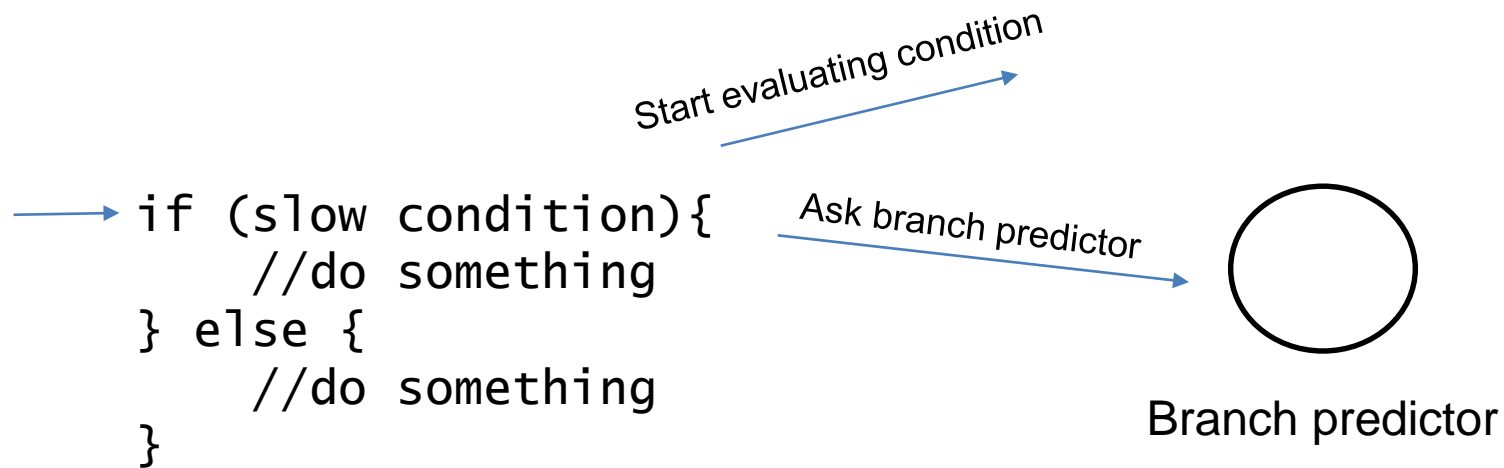 Start evaluating condition
if (slow condition){
Ask branch predictor
//do something
} else {
//do something
}
Branch predictor